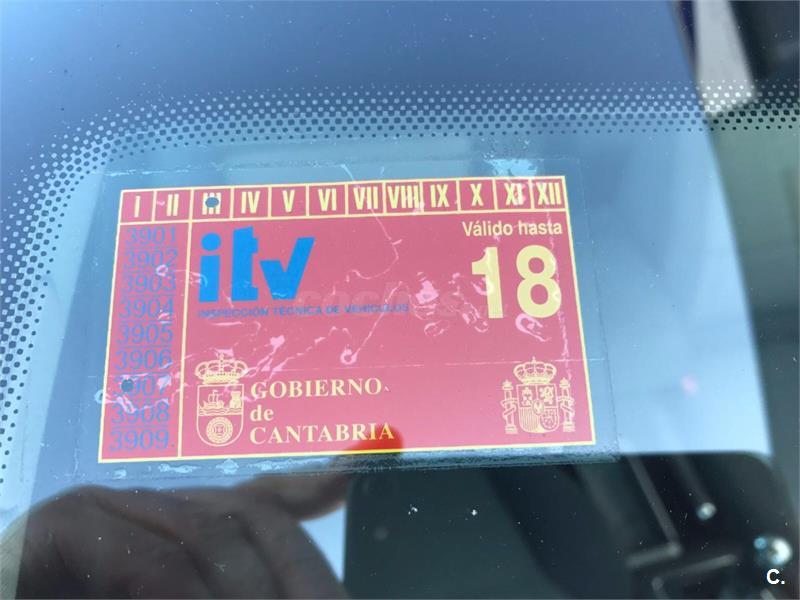 I II III IV V VI VII VIII IX X XI XII
3901
3902
3903
3904
3905
3906
3907
3908
3909.
itv
INSPECCIÓN TÉCNICA DE VEHÍCULOS
Válido hasta
18
GOBIERNO
de
CANTABRIA
C.